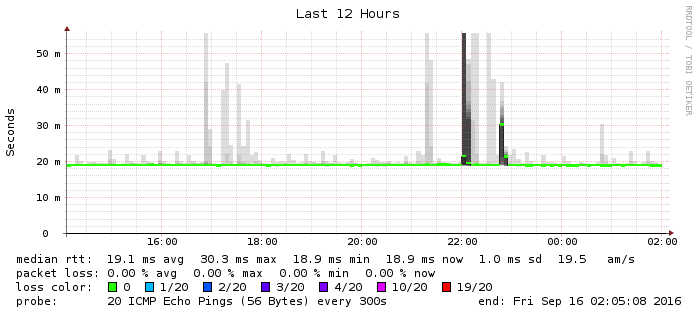 Last 12 Hours
RRDTOOL / TOBI OETIKER
Seconds
50 m
40 m
30 m
20 m
10 m
0
16:00 18:00 20:00 22:00 00:00 02:00
median rtt: 19.1 ms avg 30.3 ms max 18.9 ms min 18.9 ms now 1.0 ms sd 19.5 am/s
packet loss: 0.00 % avg 0.00 % max 0.00 % min 0.00 % now
loss color: 0 1/20 2/20 3/20 4/20 10/20 19/20
probe: 20 ICMP Echo Pings (56 Bytes) every 300s end: Fri Sep 16 02:05:08 2016